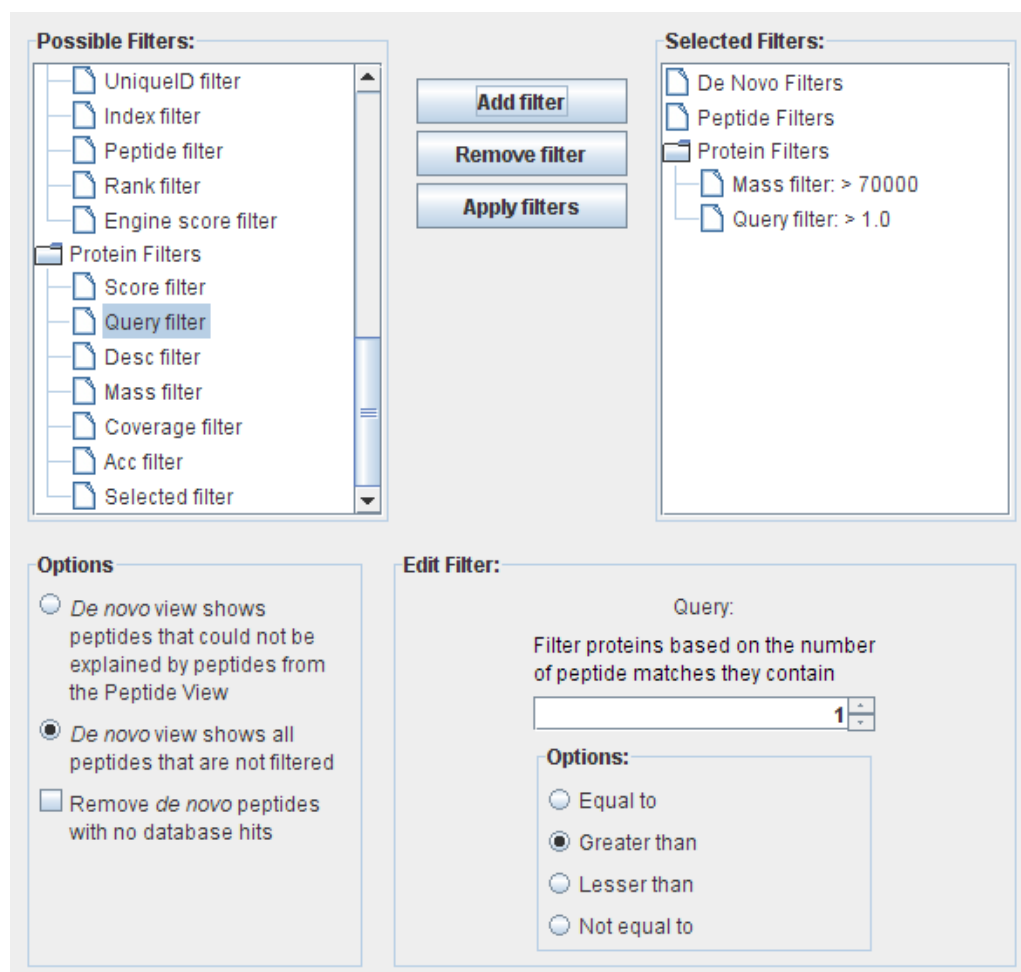 Possible Filters:
UniqueID filter
Index filter
Peptide filter
Rank filter
Engine score filter
Protein Filters
Score filter
Query filter
Desc filter
Mass filter
Coverage filter
Acc filter
Selected filter
Add filter
Remove filter
Apply filters
Selected Filters:
De Novo Filters
Peptide Filters
Protein Filters
Mass filter: > 70000
Query filter: > 1.0
Options
De novo view shows
peptides that could not be
explained by peptides from
the Peptide View
De novo view shows all
peptides that are not filtered
Remove de novo peptides
with no database hits
Edit Filter:
Query:
Filter proteins based on the number
of peptide matches they contain
1
Options:
Equal to
Greater than
Lesser than
Not equal to